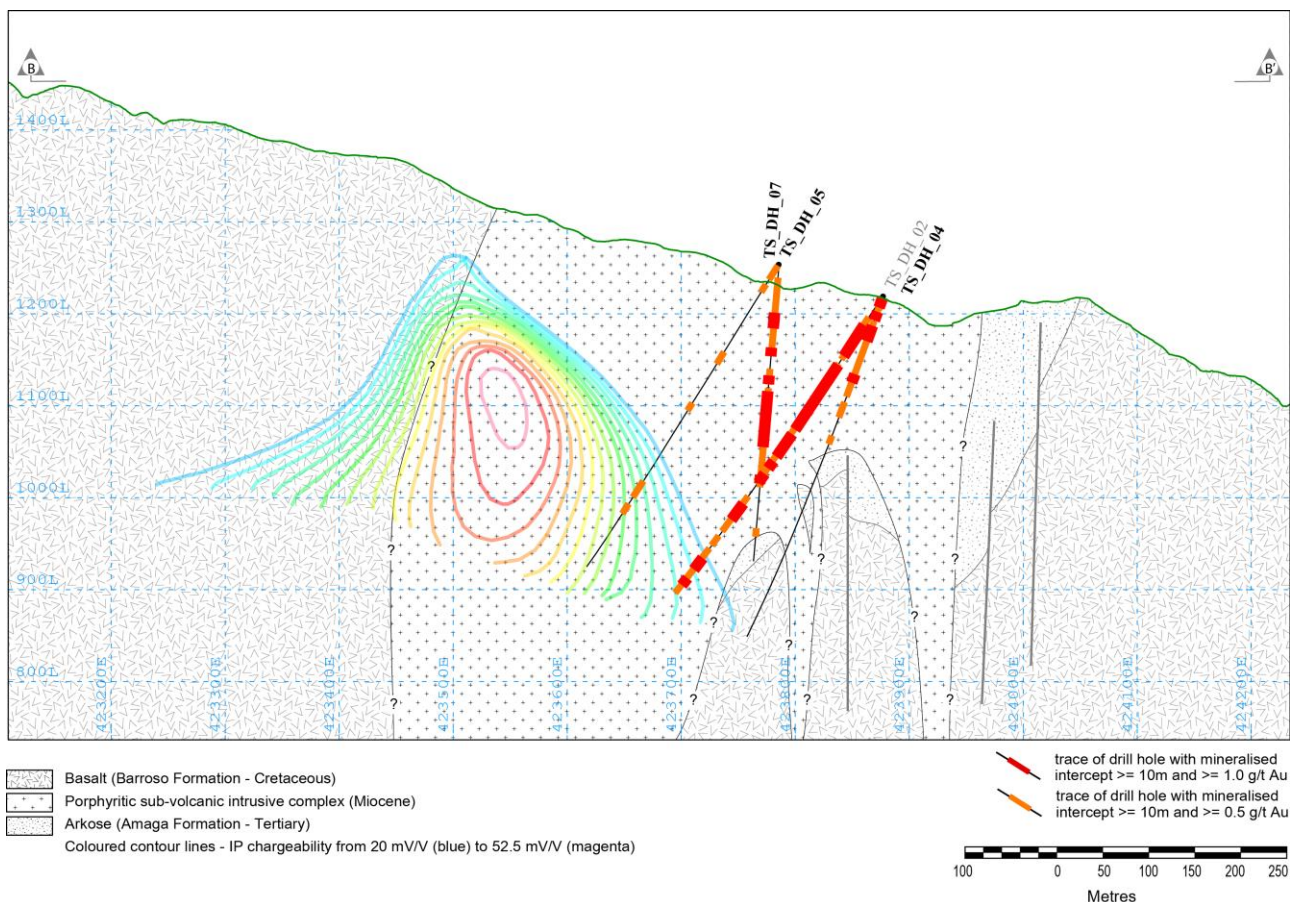 B
B'
1400L
1300L
1200L
1100L
1000L
900L
800L
TS_DH_07
TS_DH_05
TS_DH_02
TS_DH_04
?
?
?
?
?
?
?
?
?
?
?
?
423200E
423300E
423400E
423500E
423600E
423700E
423800E
423900E
424000E
424100E
424200E
Basalt (Barroso Formation - Cretaceous)
Porphyritic sub-volcanic intrusive complex (Miocene)
Arkose (Amaga Formation - Tertiary)
Coloured contour lines - IP chargeability from 20 mV/V (blue) to 52.5 mV/V (magenta)
trace of drill hole with mineralised
intercept >= 10m and >= 1.0 g/t Au
trace of drill hole with mineralised
intercept >= 10m and >= 0.5 g/t Au
100 0 50 100 150 200 250
Metres